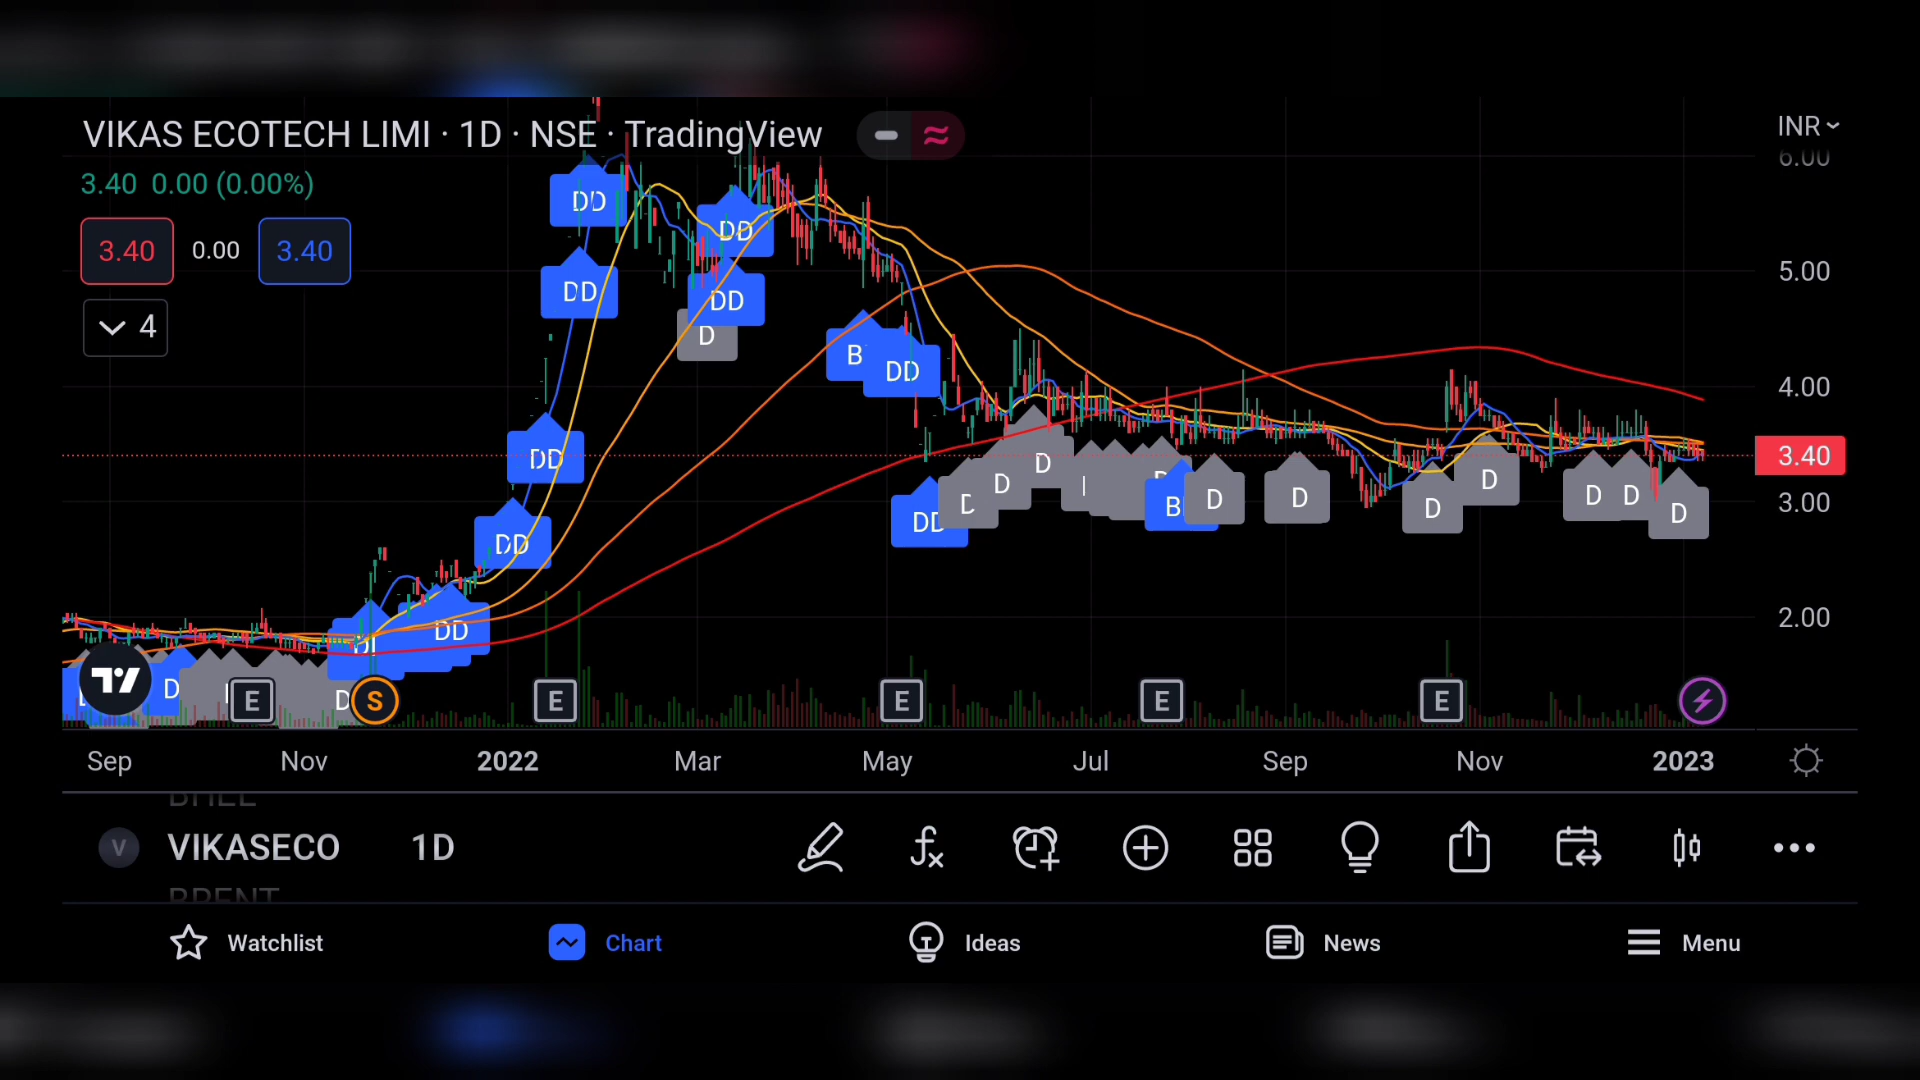 VIKAS ECOTECH LIMI · 1D · NSE · TradingView
INR
6.00
3.40 0.00 (0.00%)
3.40 0.00 3.40
4
DD
DD
DD
DD
D
B
DD
DD
DD
DD
DD
D
D
D
B
D
D
D
D
D
D
D
D
D
5.00
4.00
3.40
3.00
2.00
E
S
E
E
E
E
Sep Nov 2022 Mar May Jul Sep Nov 2023
V VIKASECO 1D
Watchlist Chart Ideas News Menu